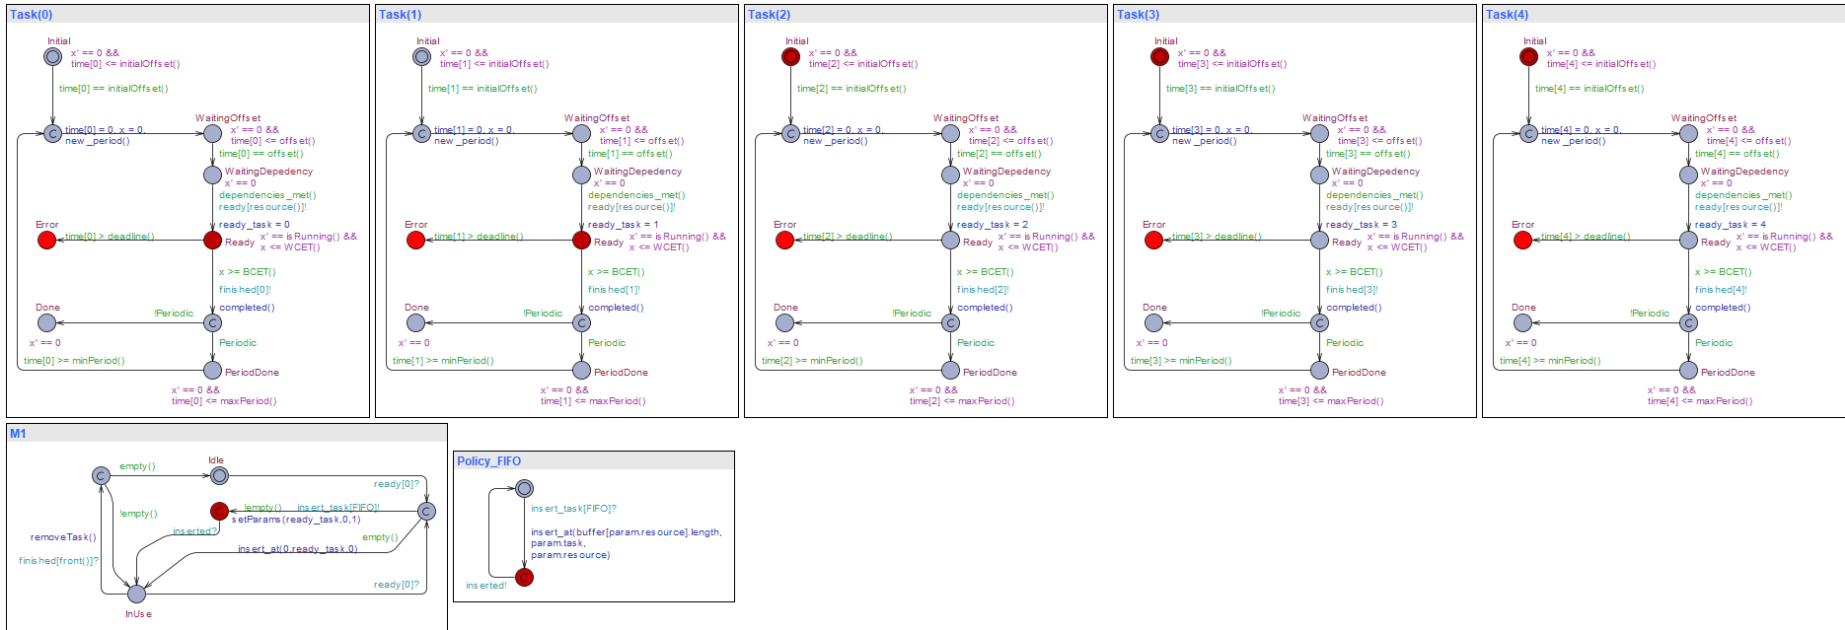 Task(0)
Initial
x' == 0 &&
time[0] <= initialOffset()
time[0] == initialOffset()
WaitingOffset
time[0] = 0, x = 0,
new_period()
x' == 0 &&
time[0] <= offset()
time[0] == offset()
WaitingDepedency
x' == 0
dependencies_met()
ready[resource()]!
ready_task = 0
Error
time[0] > deadline()
Ready
x' == isRunning() &&
x <= WCET()
x >= BCET()
finished[0]!
Done
completed()
!Periodic
C
x' == 0
Periodic
time[0] >= minPeriod()
PeriodDone
x' == 0 &&
time[0] <= maxPeriod()
Task(1)
Initial
x' == 0 &&
time[1] <= initialOffset()
time[1] == initialOffset()
WaitingOffset
C
time[1] = 0, x = 0,
new_period()
x' == 0 &&
time[1] <= offset()
time[1] == offset()
WaitingDepedency
x' == 0
dependencies_met()
ready[resource()]!
ready_task = 1
Error
time[1] > deadline()
Ready
x' == isRunning() &&
x <= WCET()
x >= BCET()
finished[1]!
Done
completed()
!Periodic
C
x' == 0
Periodic
time[1] >= minPeriod()
PeriodDone
x' == 0 &&
time[1] <= maxPeriod()
Task(2)
Initial
x' == 0 &&
time[2] <= initialOffset()
time[2] == initialOffset()
WaitingOffset
C
time[2] = 0, x = 0,
new_period()
x' == 0 &&
time[2] <= offset()
time[2] == offset()
WaitingDepedency
x' == 0
dependencies_met()
ready[resource()]!
ready_task = 2
Error
time[2] > deadline()
Ready
x' == isRunning() &&
x <= WCET()
x >= BCET()
finished[2]!
Done
completed()
!Periodic
C
x' == 0
Periodic
time[2] >= minPeriod()
PeriodDone
x' == 0 &&
time[2] <= maxPeriod()
Task(3)
Initial
x' == 0 &&
time[3] <= initialOffset()
time[3] == initialOffset()
WaitingOffset
C
time[3] = 0, x = 0,
new_period()
x' == 0 &&
time[3] <= offset()
time[3] == offset()
WaitingDepedency
x' == 0
dependencies_met()
ready[resource()]!
ready_task = 3
Error
time[3] > deadline()
Ready
x' == isRunning() &&
x <= WCET()
x >= BCET()
finished[3]!
Done
completed()
!Periodic
C
x' == 0
Periodic
time[3] >= minPeriod()
PeriodDone
x' == 0 &&
time[3] <= maxPeriod()
Task(4)
Initial
x' == 0 &&
time[4] <= initialOffset()
time[4] == initialOffset()
WaitingOffset
C
time[4] = 0, x = 0,
new_period()
x' == 0 &&
time[4] <= offset()
time[4] == offset()
WaitingDepedency
x' == 0
dependencies_met()
ready[resource()]!
ready_task = 4
Error
time[4] > deadline()
Ready
x' == isRunning() &&
x <= WCET()
x >= BCET()
finished[4]!
Done
completed()
!Periodic
C
x' == 0
Periodic
time[4] >= minPeriod()
PeriodDone
x' == 0 &&
time[4] <= maxPeriod()
M1
empty()
Idle
C
ready[0]?
!empty()
C
!empty()
insert_task[FIFO]!
C
setParams(ready_task,0,1)
inserted?
removeTask()
empty()
insert_at(0,ready_task,0)
finished[front()]?
ready[0]?
InUse
Policy_FIFO
insert_task[FIFO]?
insert_at(buffer[param.resource].length,
param.task,
param.resource)
C
inserted!